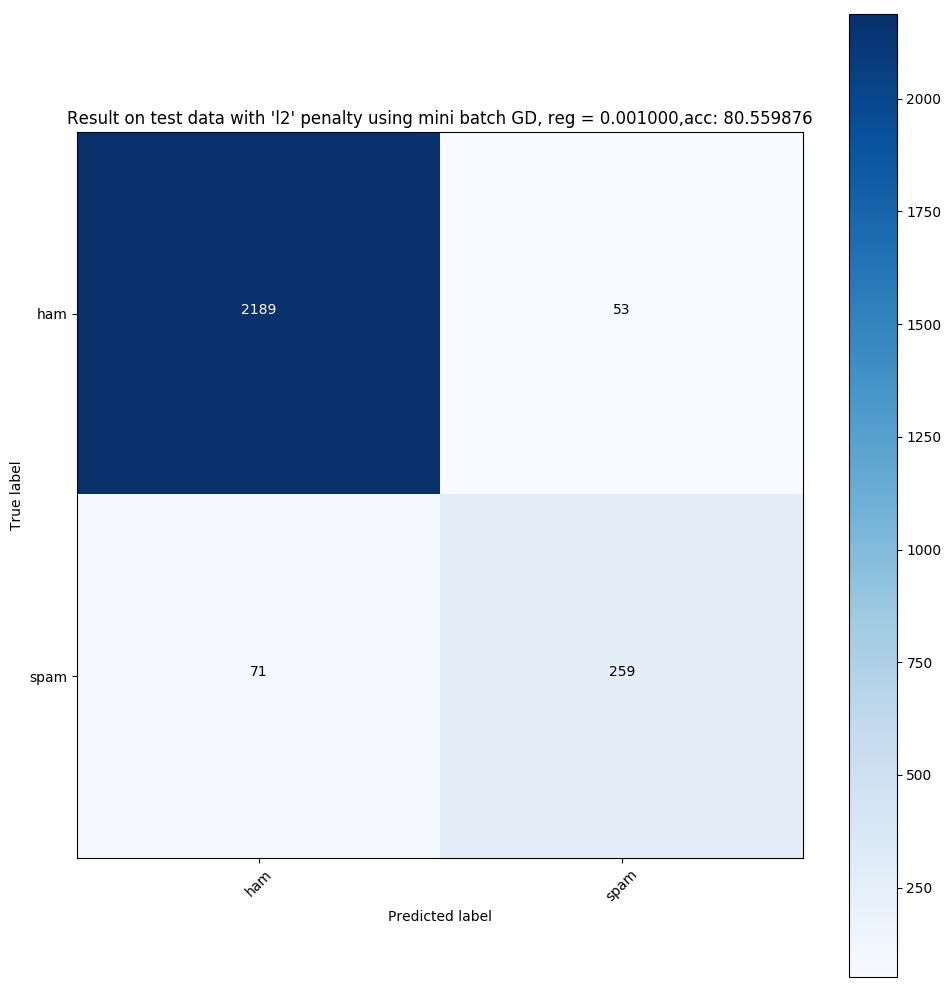 Result on test data with 'l2' penalty using mini batch GD, reg = 0.001000,acc: 80.559876
True label
ham
2189
53
spam
71
259
ham
spam
Predicted label
2000
1750
1500
1250
1000
750
500
250